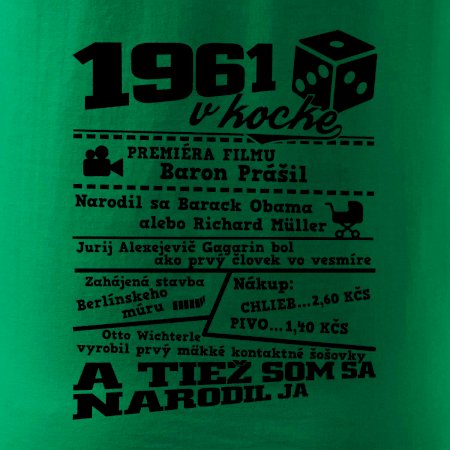 1961
v kocke
PREMIÉRA FILMU
Baron Prášil
Narodil sa Barack Obama
alebo Richard Müller
Jurij Alexejevič Gagarin bol
ako prvý človek vo vesmíre
Zahájená stavba
Berlínskeho
múru
Nákup:
CHLIEB...2,60 KČS
PIVO...1,40 KČS
Otto Wichterle
vyrobil prvý mäkké kontaktné šošovky
A TIEŽ SOM SA
NARODIL JA